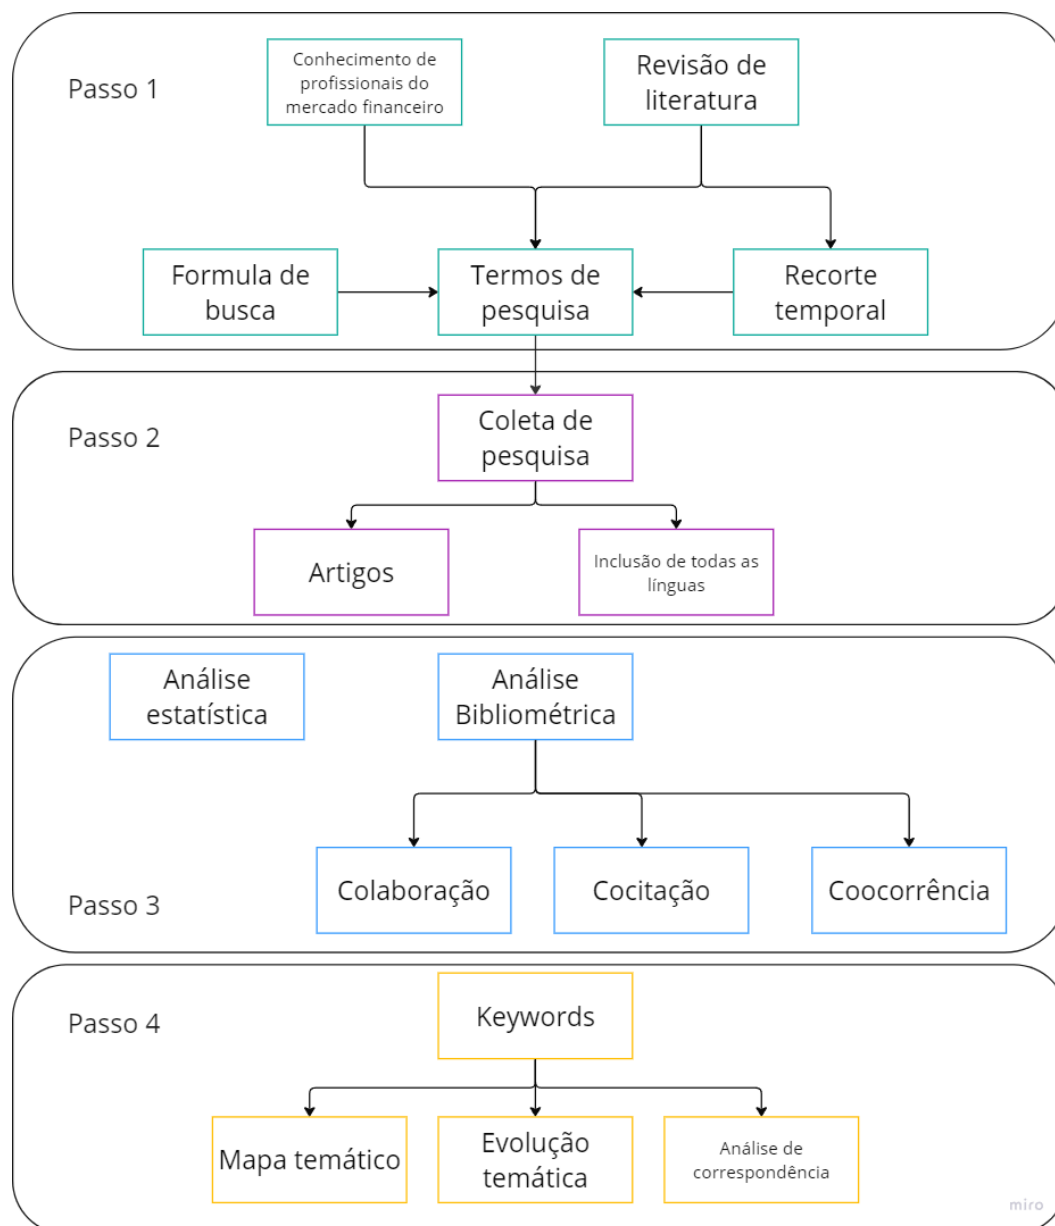 Passo 1
Conhecimento de
profissionais do
mercado financeiro
Revisão de
literatura
Formula de
busca
Termos de
pesquisa
Recorte
temporal
Passo 2
Coleta de
pesquisa
Artigos
Inclusão de todas as
línguas
Análise
estatística
Análise
Bibliométrica
Passo 3
Colaboração
Cocitação
Coocorrência
Passo 4
Keywords
Mapa temático
Evolução
temática
Análise de
correspondência
miro